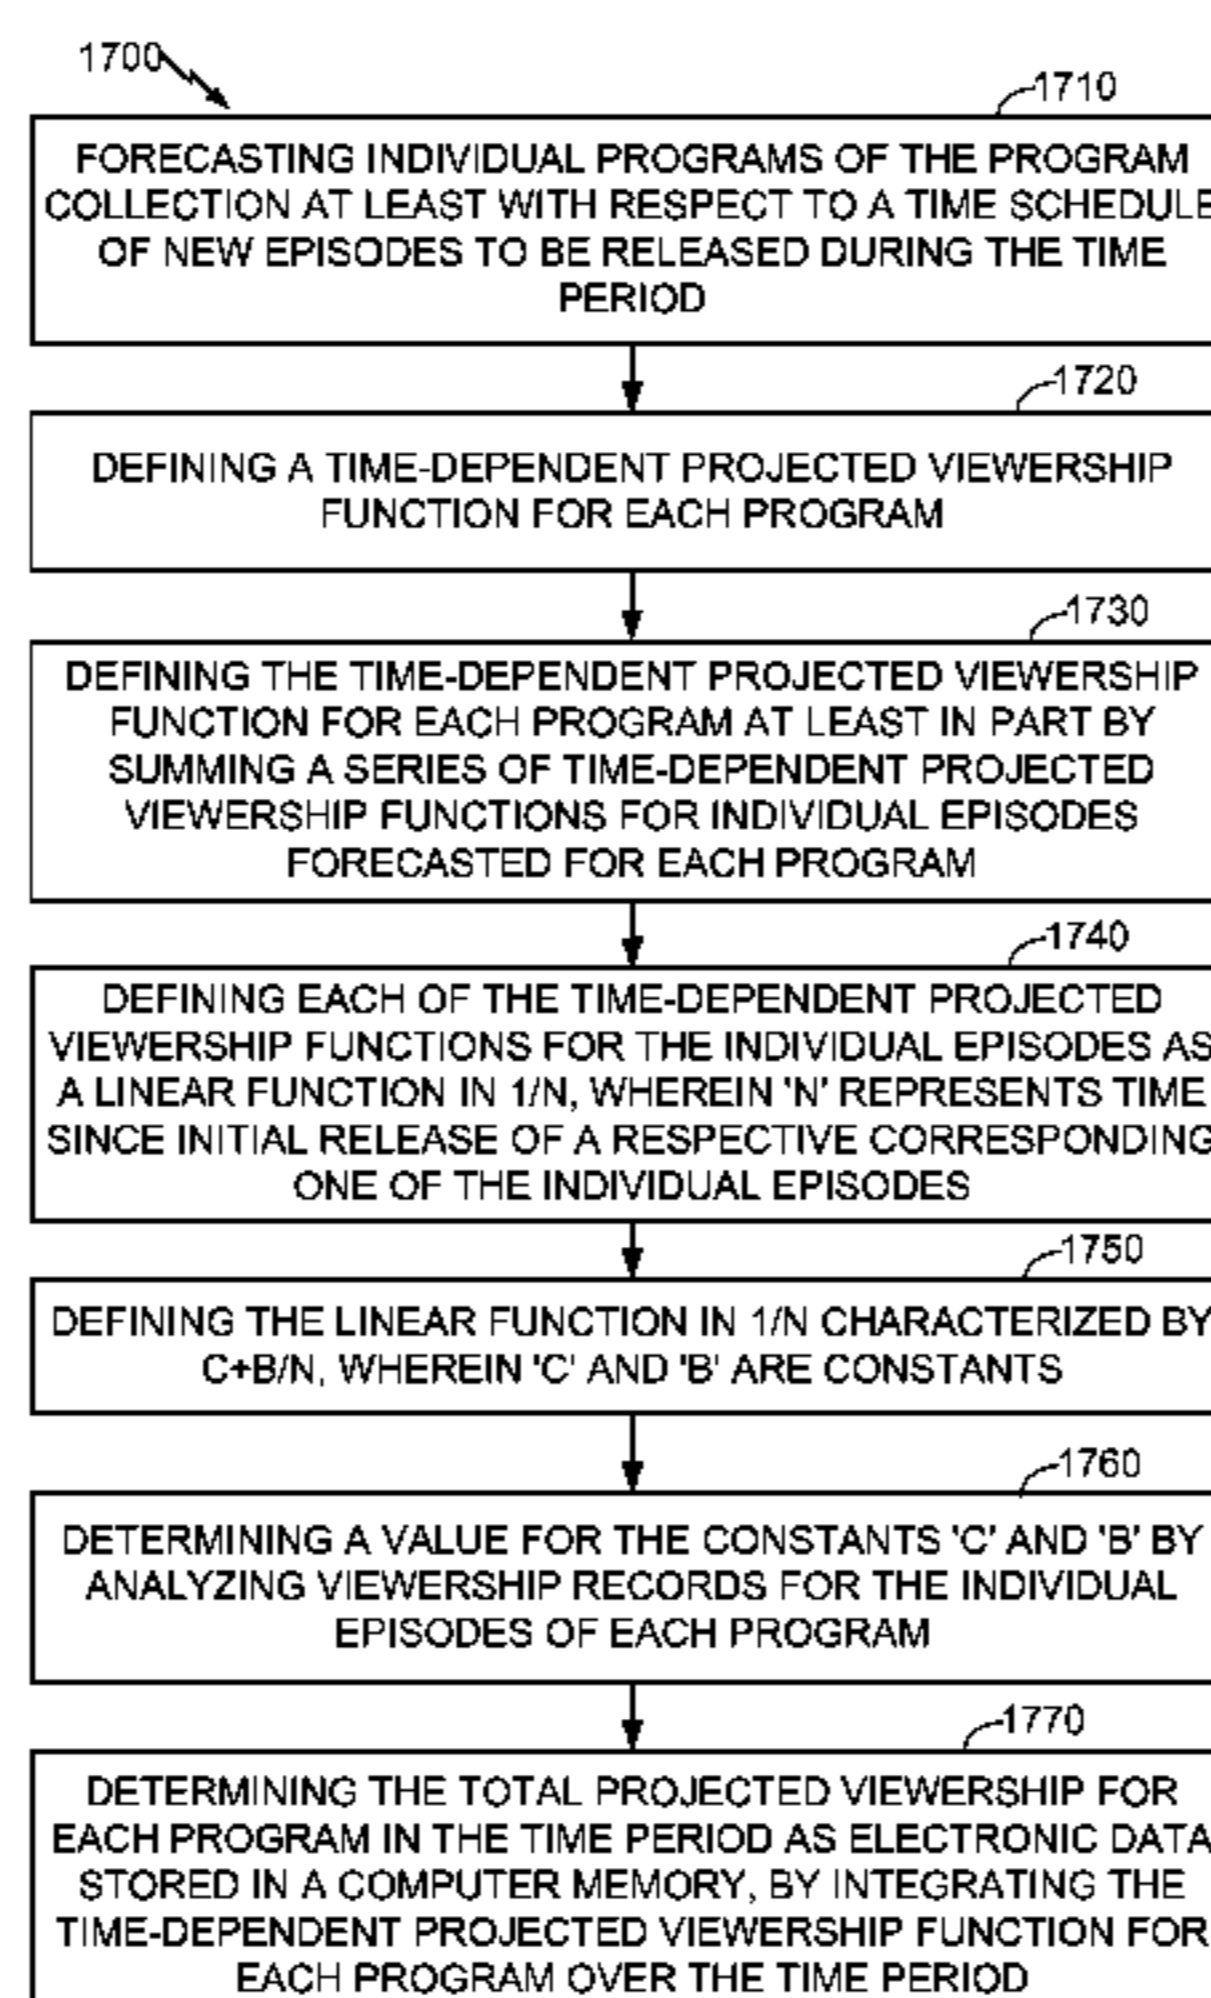 1700
1710
FORECASTING INDIVIDUAL PROGRAMS OF THE PROGRAM
COLLECTION AT LEAST WITH RESPECT TO A TIME SCHEDULE
OF NEW EPISODES TO BE RELEASED DURING THE TIME
PERIOD
1720
DEFINING A TIME-DEPENDENT PROJECTED VIEWERSHIP
FUNCTION FOR EACH PROGRAM
1730
DEFINING THE TIME-DEPENDENT PROJECTED VIEWERSHIP
FUNCTION FOR EACH PROGRAM AT LEAST IN PART BY
SUMMING A SERIES OF TIME-DEPENDENT PROJECTED
VIEWERSHIP FUNCTIONS FOR INDIVIDUAL EPISODES
FORECASTED FOR EACH PROGRAM
1740
DEFINING EACH OF THE TIME-DEPENDENT PROJECTED
VIEWERSHIP FUNCTIONS FOR THE INDIVIDUAL EPISODES AS
A LINEAR FUNCTION IN 1/N, WHEREIN 'N' REPRESENTS TIME
SINCE INITIAL RELEASE OF A RESPECTIVE CORRESPONDING
ONE OF THE INDIVIDUAL EPISODES
1750
DEFINING THE LINEAR FUNCTION IN 1/N CHARACTERIZED BY
C+B/N, WHEREIN 'C' AND 'B' ARE CONSTANTS
1760
DETERMINING A VALUE FOR THE CONSTANTS 'C' AND 'B' BY
ANALYZING VIEWERSHIP RECORDS FOR THE INDIVIDUAL
EPISODES OF EACH PROGRAM
1770
DETERMINING THE TOTAL PROJECTED VIEWERSHIP FOR
EACH PROGRAM IN THE TIME PERIOD AS ELECTRONIC DATA
STORED IN A COMPUTER MEMORY, BY INTEGRATING THE
TIME-DEPENDENT PROJECTED VIEWERSHIP FUNCTION FOR
EACH PROGRAM OVER THE TIME PERIOD